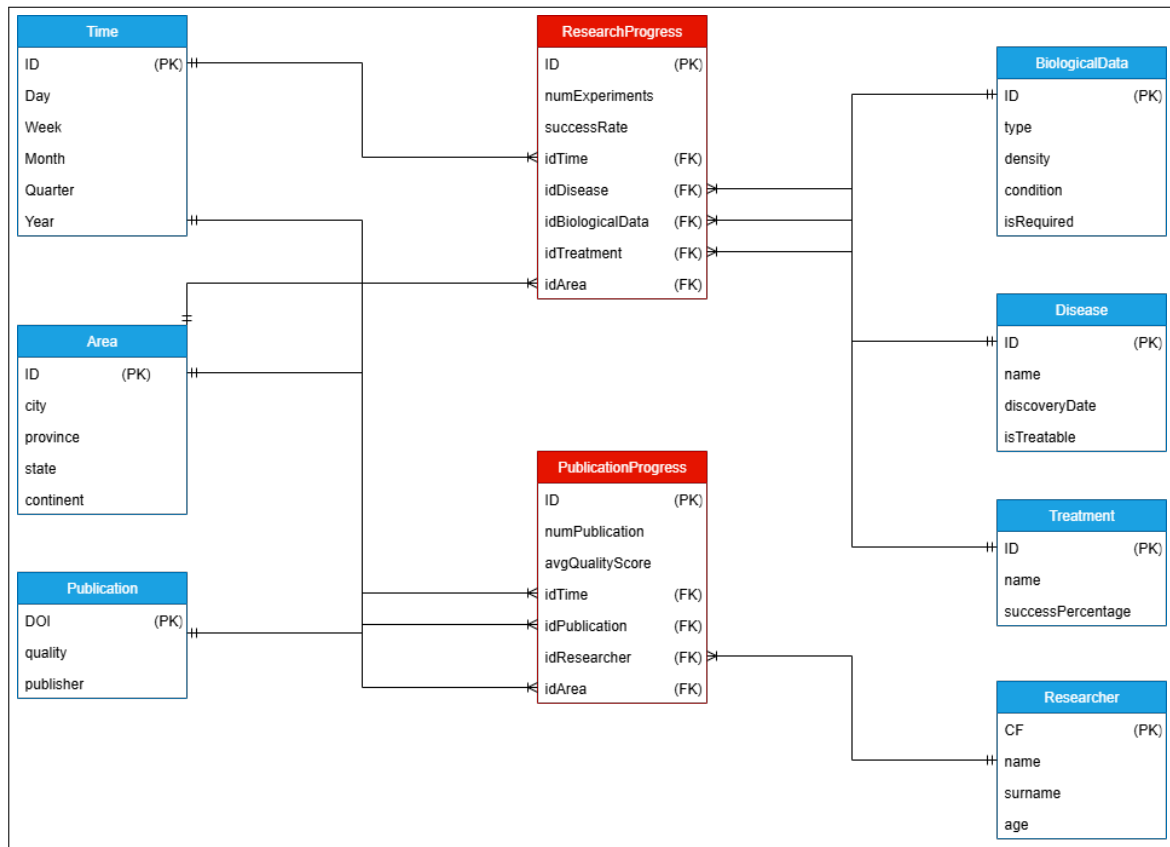 Time
ID (PK)
Day
Week
Month
Quarter
Year
Area
ID (PK)
city
province
state
continent
Publication
DOI (PK)
quality
publisher
ResearchProgress
ID (PK)
numExperiments
successRate
idTime (FK)
idDisease (FK)
idBiologicalData (FK)
idTreatment (FK)
idArea (FK)
PublicationProgress
ID (PK)
numPublication
avgQualityScore
idTime (FK)
idPublication (FK)
idResearcher (FK)
idArea (FK)
BiologicalData
ID (PK)
type
density
condition
isRequired
Disease
ID (PK)
name
discoveryDate
isTreatable
Treatment
ID (PK)
name
successPercentage
Researcher
CF (PK)
name
surname
age